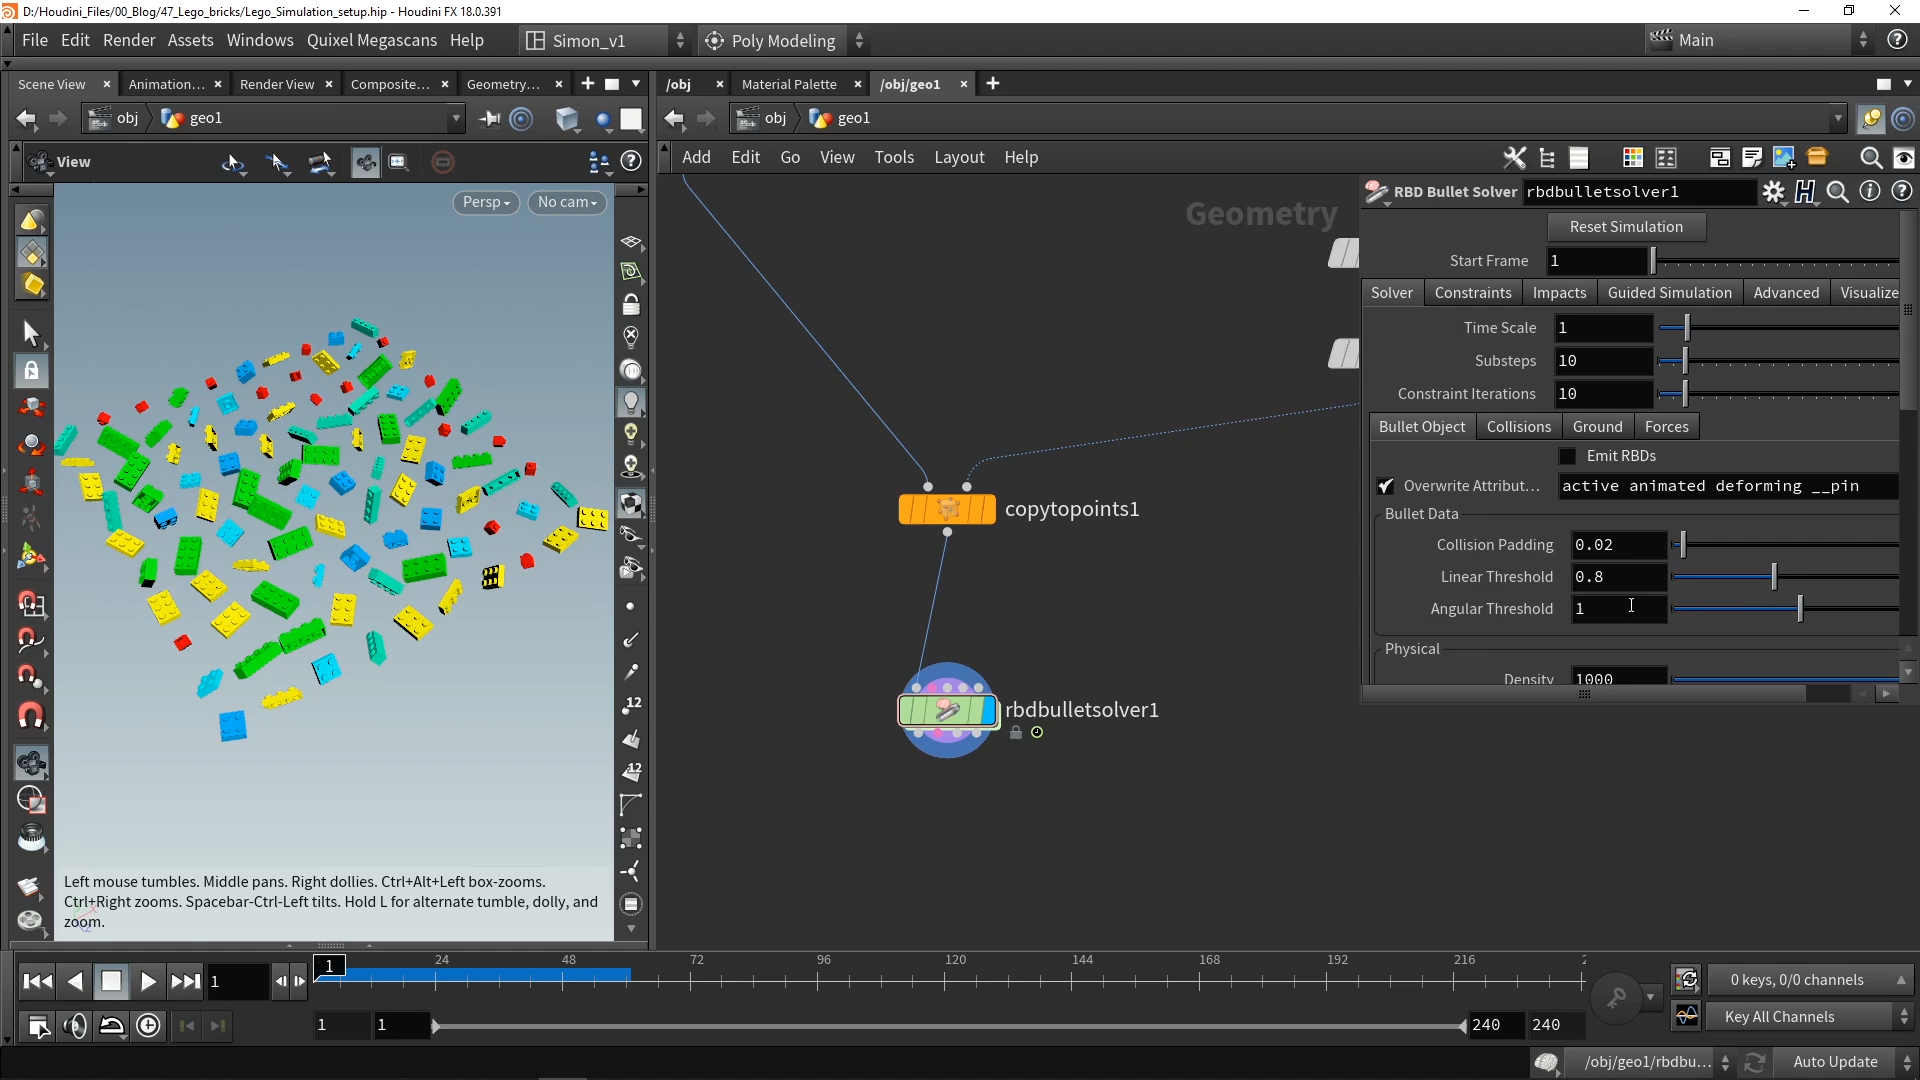 D:/Houdini_Files/00_Blog/47_Lego_bricks/Lego_Simulation_setup.hip - Houdini FX 18.0.391
File Edit Render Assets Windows Quixel Megascans Help Simon_v1 Poly Modeling Main
Scene View Animation... Render View Composite... Geometry...
/obj Material Palette /obj/geo1
obj geo1
obj geo1
View
Add Edit Go View Tools Layout Help
Persp No cam
Geometry
RBD Bullet Solver rbdbulletsolver1
Reset Simulation
Start Frame 1
Solver Constraints Impacts Guided Simulation Advanced Visualize
Time Scale 1
Substeps 10
Constraint Iterations 10
Bullet Object Collisions Ground Forces
Emit RBDs
Overwrite Attribut... active animated deforming __pin
Bullet Data
Collision Padding 0.02
Linear Threshold 0.8
Angular Threshold 1
Physical
Density 1000
copytopoints1
rbdbulletsolver1
12
12
Left mouse tumbles. Middle pans. Right dollies. Ctrl+Alt+Left box-zooms.
Ctrl+Right zooms. Spacebar-Ctrl-Left tilts. Hold L for alternate tumble, dolly, and
zoom.
1 1 24 48 72 96 120 144 168 192 216
0 keys, 0/0 channels
1 1 240 240
Key All Channels
/obj/geo1/rbdbu... Auto Update